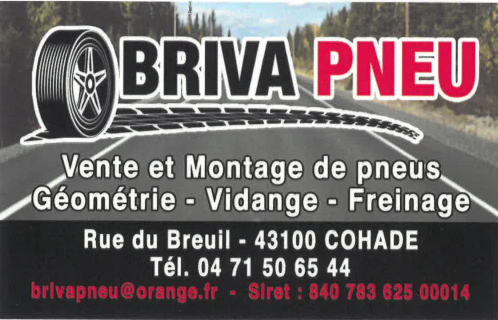 BRIVA PNEU
Vente et Montage de pneus
Géométrie - Vidange - Freinage
Rue du Breuil - 43100 COHADE
Tél. 04 71 50 65 44
brivapneu@orange.fr - Siret : 840 783 625 00014